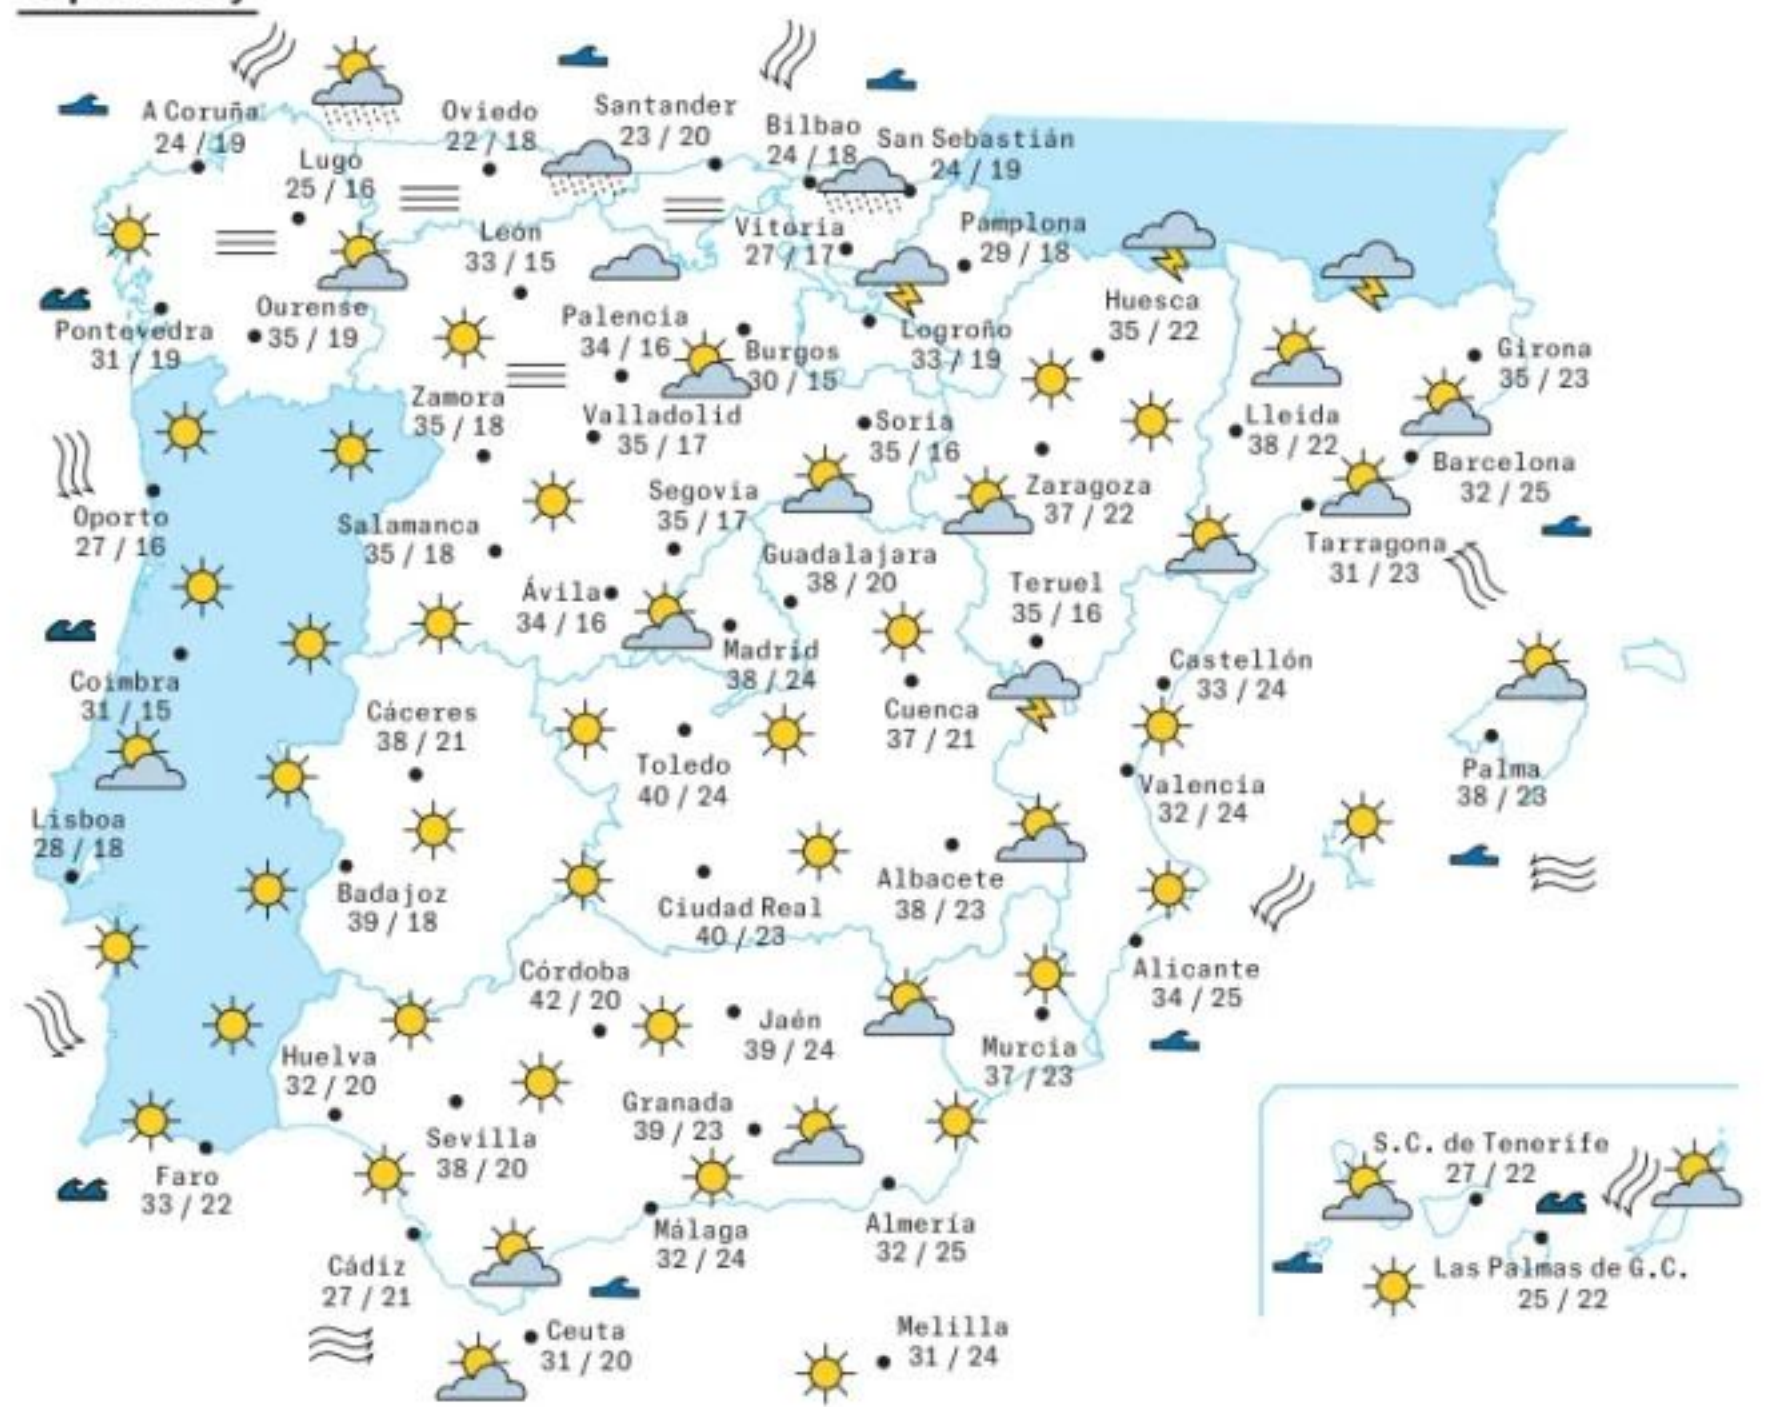 A Coruña
24 / 19
Lugo
25 / 16
Oviedo
22 / 18
Santander
23 / 20
Bilbao
24 / 18
San Sebastián
24 / 19
León
33 / 15
Vitoria
27 / 17
Pamplona
29 / 18
Pontevedra
31 / 19
Ourense
35 / 19
Palencia
34 / 16
Burgos
30 / 15
Logroño
33 / 19
Huesca
35 / 22
Girona
35 / 23
Zamora
35 / 18
Valladolid
35 / 17
Soria
35 / 16
Lleida
38 / 22
Barcelona
32 / 25
Oporto
27 / 16
Salamanca
35 / 18
Segovia
35 / 17
Zaragoza
37 / 22
Tarragona
31 / 23
Ávila
34 / 16
Guadalajara
38 / 20
Teruel
35 / 16
Coimbra
31 / 15
Madrid
38 / 24
Castellón
33 / 24
Cáceres
38 / 21
Cuenca
37 / 21
Toledo
40 / 24
Valencia
32 / 24
Palma
38 / 23
Lisboa
28 / 18
Badajoz
39 / 18
Ciudad Real
40 / 23
Albacete
38 / 23
Córdoba
42 / 20
Alicante
34 / 25
Jaén
39 / 24
Murcia
37 / 23
Huelva
32 / 20
Granada
39 / 23
Sevilla
38 / 20
Faro
33 / 22
Málaga
32 / 24
Almería
32 / 25
Cádiz
27 / 21
Ceuta
31 / 20
Melilla
31 / 24
S.C. de Tenerife
27 / 22
Las Palmas de G.C.
25 / 22